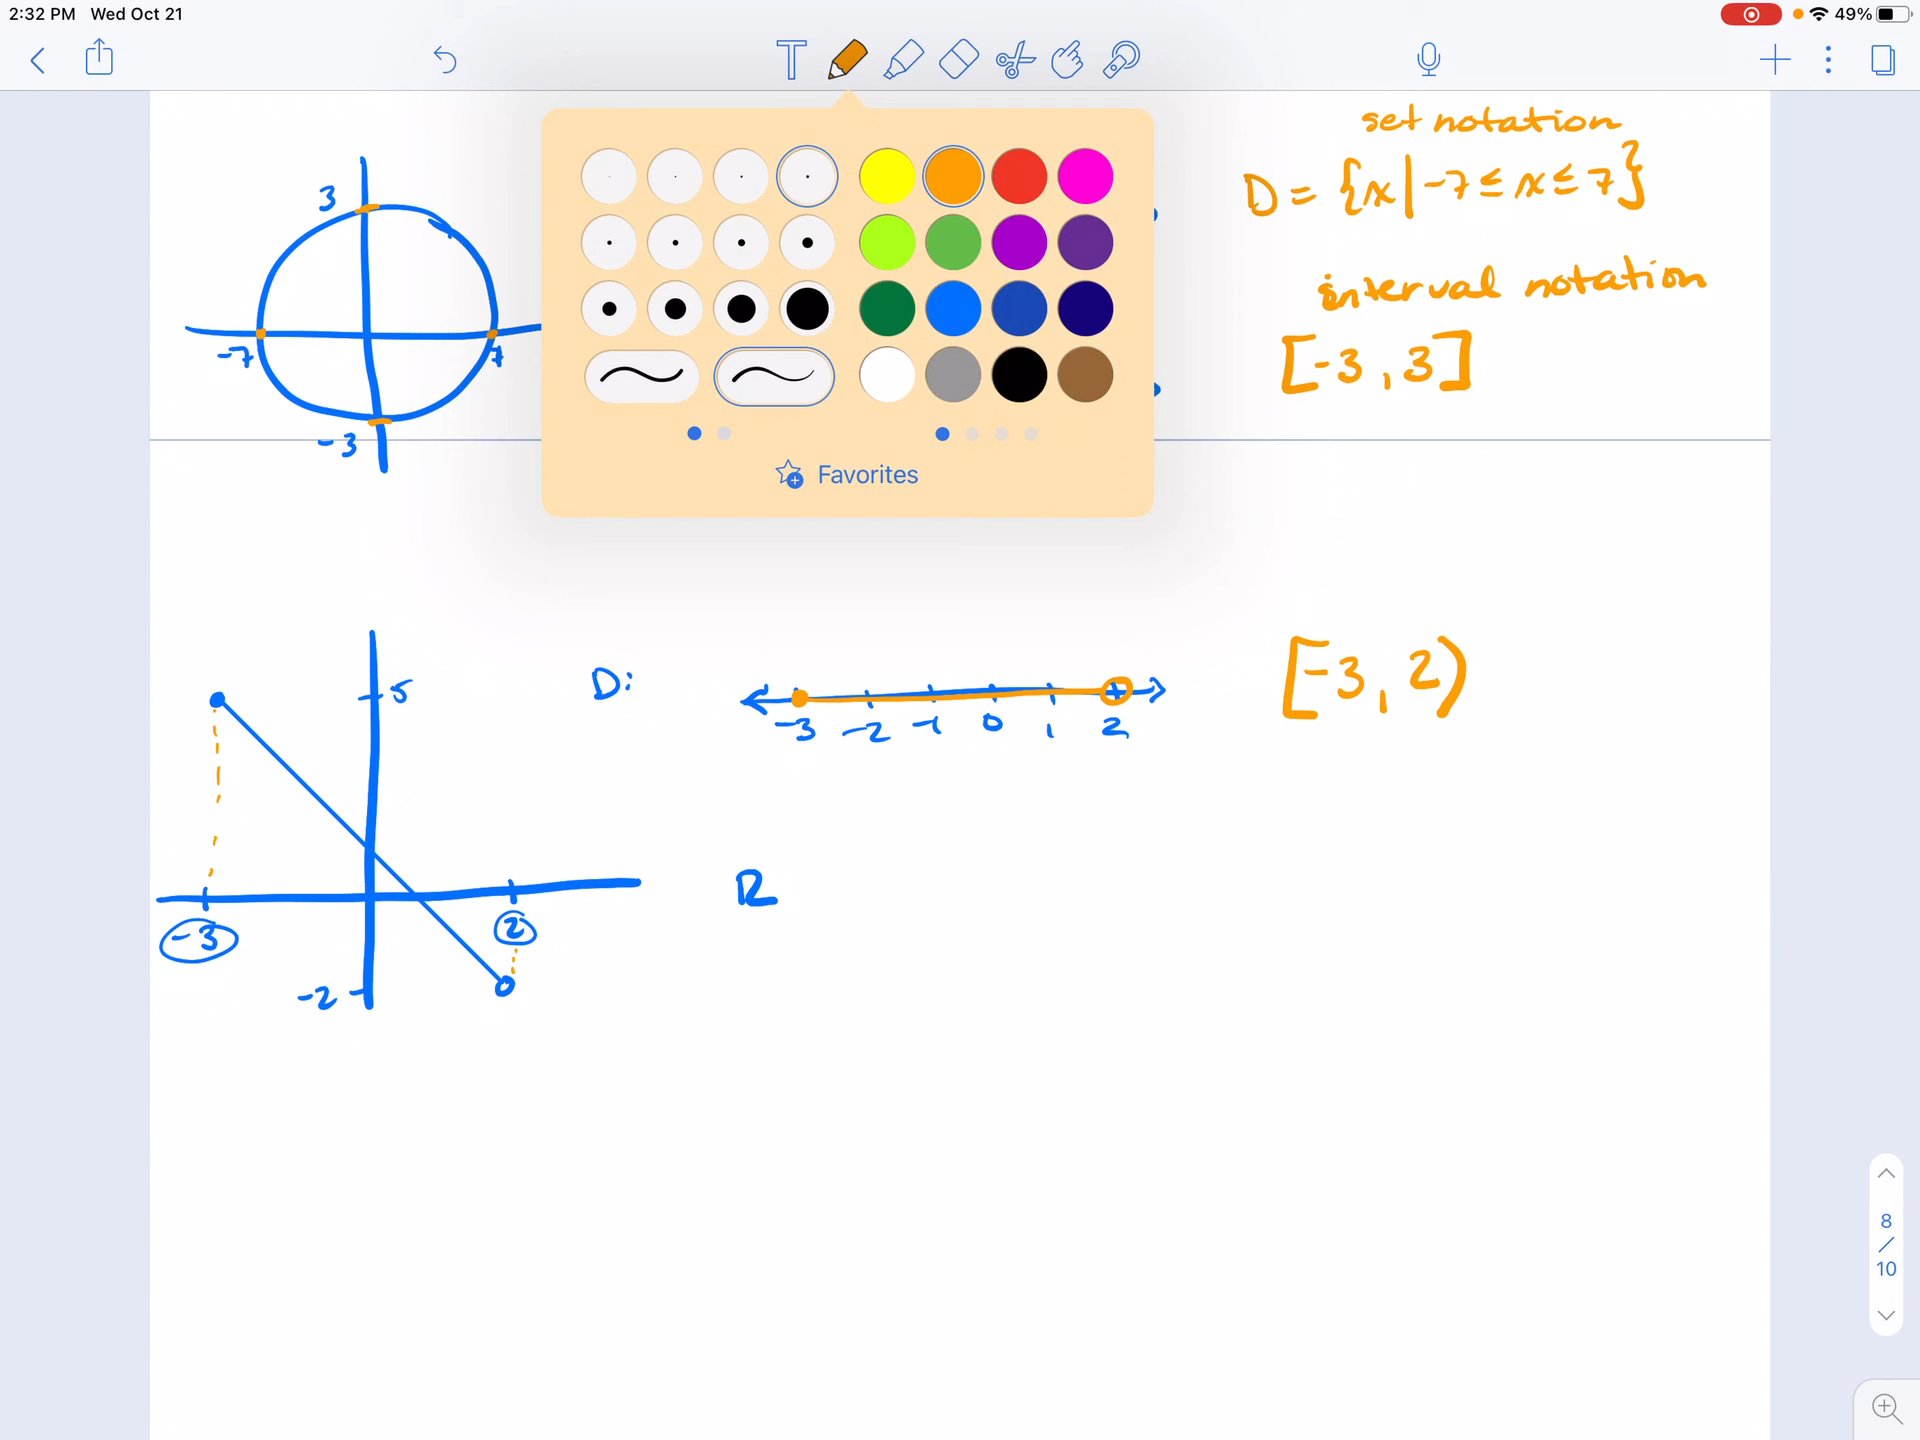 2:32 PM Wed Oct 21
49%
T
set notation
D = {x | -7 ≤ x ≤ 7}
interval notation
[-3, 3]
3
-7
7
-3
Favorites
5
D:
-3 -2 -1 0 1 2
[-3, 2)
R
-3
2
-2
8
/
10